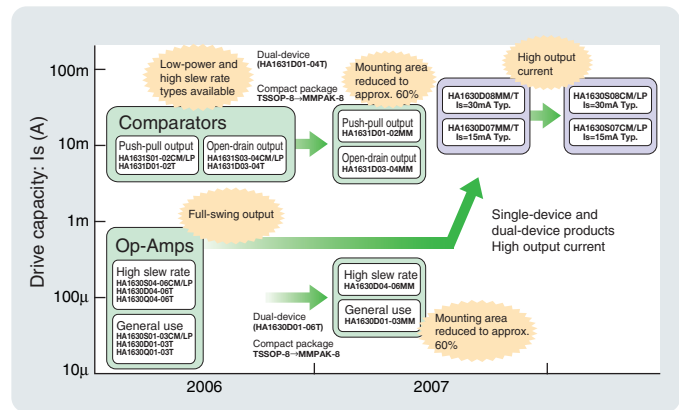 Drive capacity: Is (A)
100m
10m
1m
100µ
10µ
2006
2007
Low-power and
high slew rate
types available
Dual-device
(HA1631D01-04T)
Compact package
TSSOP-8→MMPAK-8
Mounting area
reduced to
approx. 60%
High output
current
Comparators
Push-pull output
HA1631S01-02CM/LP
HA1631D01-02T
Open-drain output
HA1631S03-04CM/LP
HA1631D03-04T
Push-pull output
HA1631D01-02MM
Open-drain output
HA1631D03-04MM
HA1630D08MM/T
Is=30mA Typ.
HA1630D07MM/T
Is=15mA Typ.
HA1630S08CM/LP
Is=30mA Typ.
HA1630S07CM/LP
Is=15mA Typ.
Full-swing output
Single-device and
dual-device products
High output current
Op-Amps
High slew rate
HA1630S04-06CM/LP
HA1630D04-06T
HA1630Q04-06T
General use
HA1630S01-03CM/LP
HA1630D01-03T
HA1630Q01-03T
Dual-device
(HA1630D01-06T)
Compact package
TSSOP-8→MMPAK-8
High slew rate
HA1630D04-06MM
General use
HA1630D01-03MM
Mounting area
reduced to approx.
60%